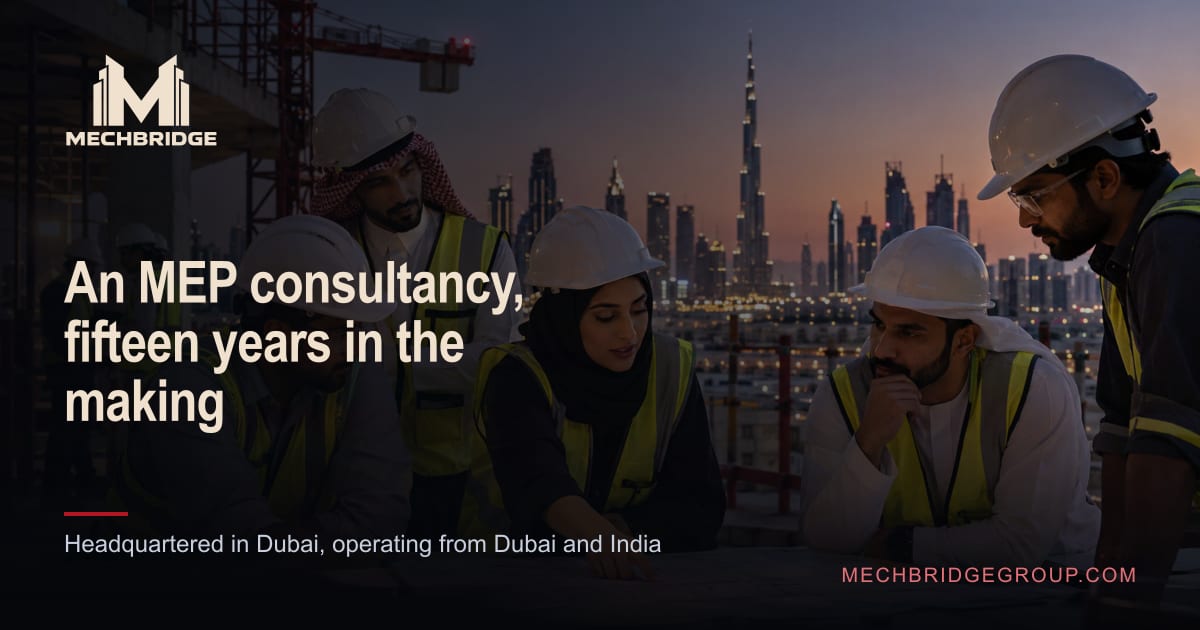 MECHBRIDGE
An MEP consultancy,
fifteen years in the
making
Headquartered in Dubai, operating from Dubai and India
MECHBRIDGEGROUP.COM